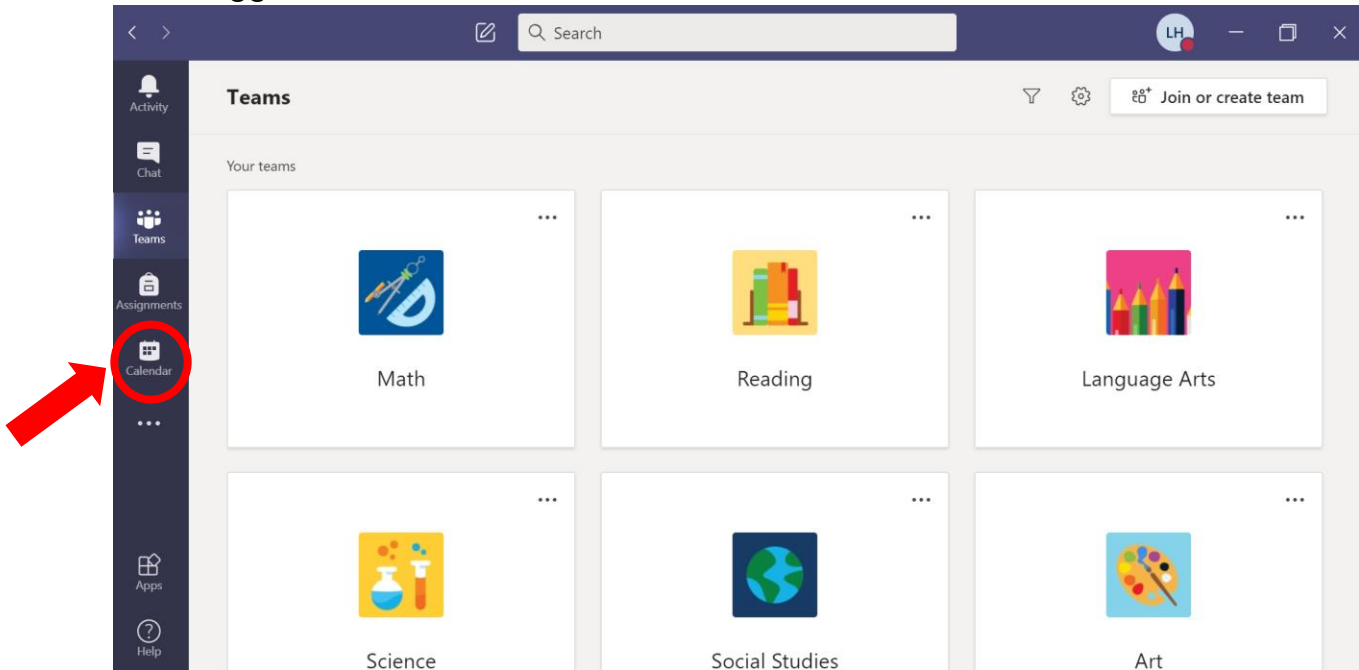 Search
LH
Activity
Teams
Join or create team
Chat
Your teams
Teams
Assignments
Calendar
Math
Reading
Language Arts
Apps
Help
Science
Social Studies
Art